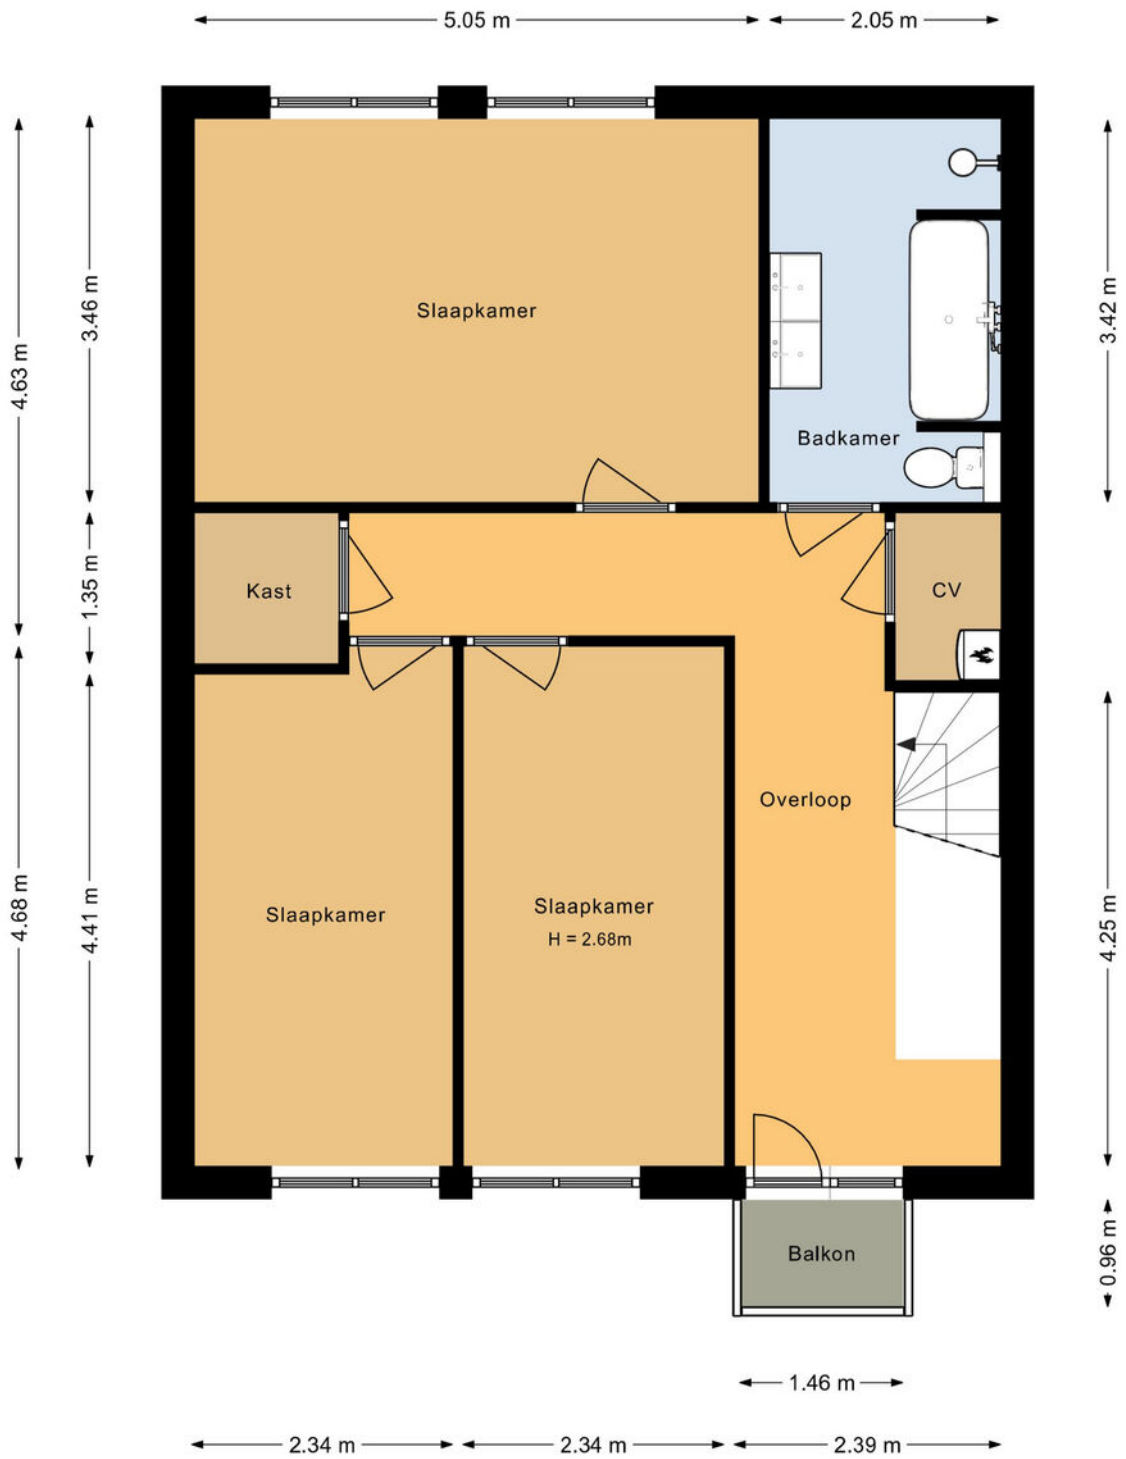 5.05 m
2.05 m
4.63 m
3.46 m
3.42 m
Slaapkamer
Badkamer
1.35 m
Kast
CV
4.68 m
4.41 m
4.25 m
Overloop
Slaapkamer
Slaapkamer
H = 2.68m
0.96 m
Balkon
1.46 m
2.34 m
2.34 m
2.39 m